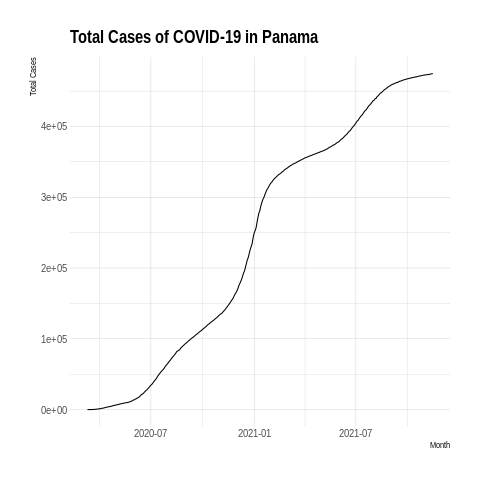 Total Cases of COVID-19 in Panama
Total Cases
4e+05
3e+05
2e+05
1e+05
0e+00
2020-07
2021-01
2021-07
Month